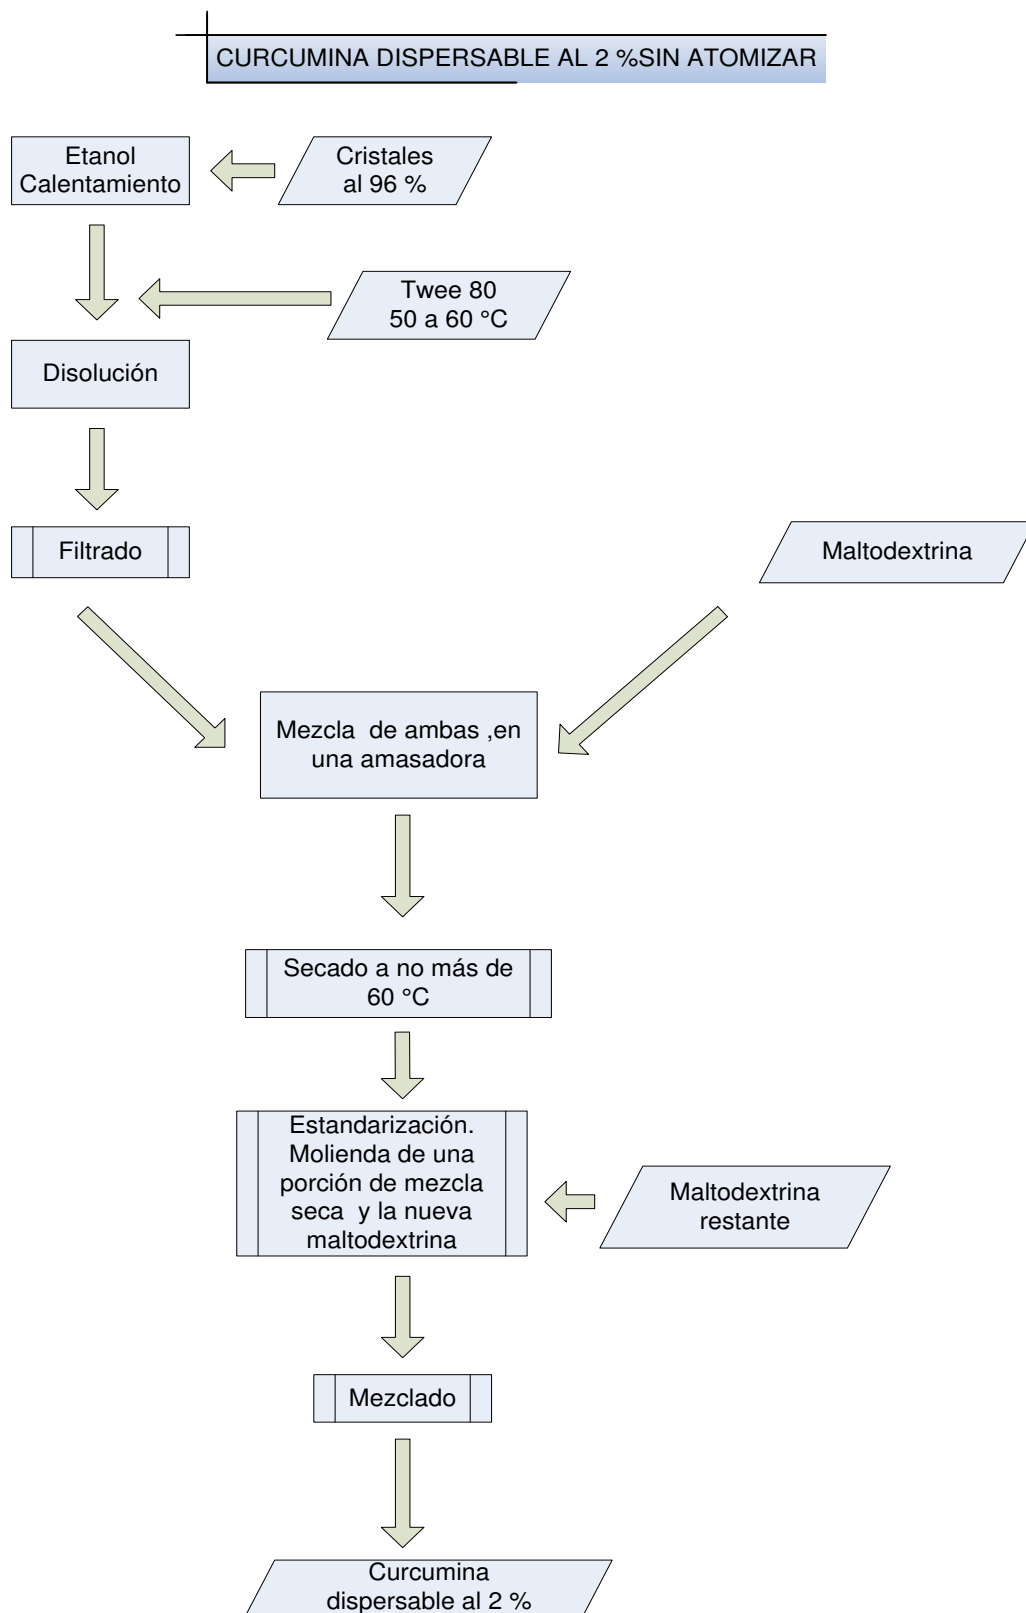 CURCUMINA DISPERSABLE AL 2 %SIN ATOMIZAR
Etanol
Calentamiento
Cristales
al 96 %
Twee 80
50 a 60 °C
Disolución
Filtrado
Maltodextrina
Mezcla de ambas ,en
una amasadora
Secado a no más de
60 °C
Estandarización.
Molienda de una
porción de mezcla
seca y la nueva
maltodextrina
Maltodextrina
restante
Mezclado
Curcumina
dispersable al 2 %